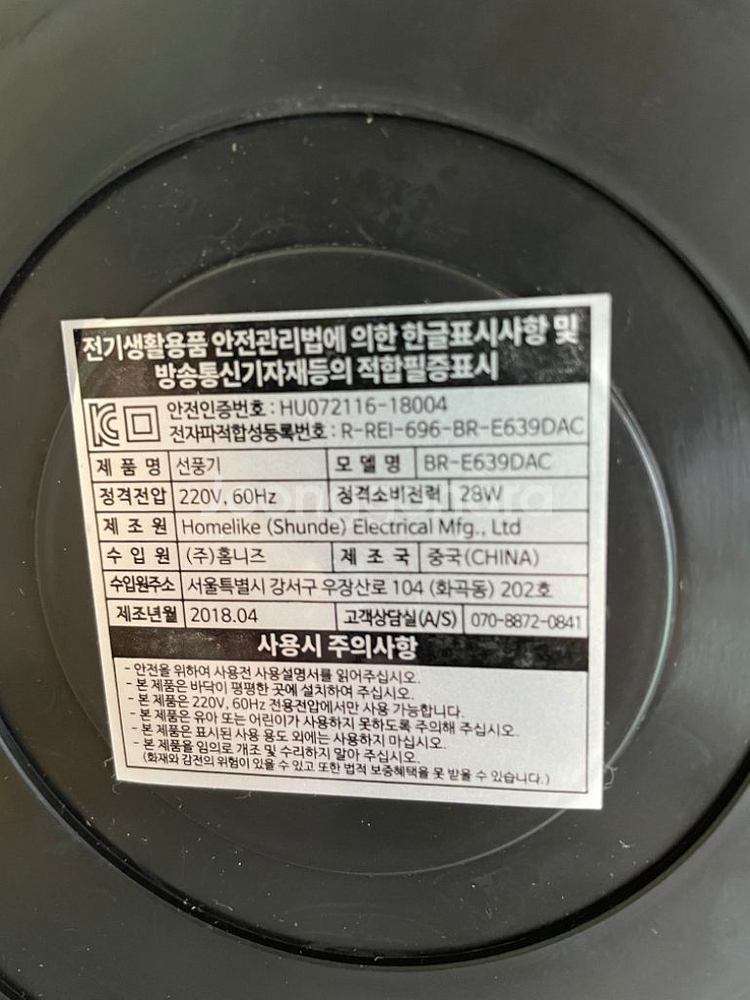 전기생활용품 안전관리법에 의한 한글표시사항 및
방송통신기자재등의 적합필증표시
안전인증번호 : HU072116-18004
전자파적합성등록번호 : R-REI-696-BR-E639DAC
제 품 명 선풍기 모 델 명 BR-E639DAC
정격전압 220V, 60Hz 정격소비전력 28W
제 조 원 Homelike (Shunde) Electrical Mfg., Ltd
수 입 원 (주)홈니즈 제 조 국 중국(CHINA)
수입원주소 서울특별시 강서구 우장산로 104 (화곡동) 202호
제조년월 2018.04 고객상담실(A/S) 070-8872-0841
사용시 주의사항
- 안전을 위하여 사용전 사용설명서를 읽어주십시오.
- 본 제품은 바닥이 평평한 곳에 설치하여 주십시오.
- 본 제품은 220V, 60Hz 전용전압에서만 사용 가능합니다.
- 본 제품은 유아 또는 어린이가 사용하지 못하도록 주의해 주십시오.
- 본 제품은 표시된 사용 용도 외에는 사용하지 마십시오.
- 본 제품을 임의로 개조 및 수리하지 말아 주십시오.
(화재와 감전의 위험이 있을 수 있고 또한 법적 보증혜택을 못 받을 수 있습니다.)